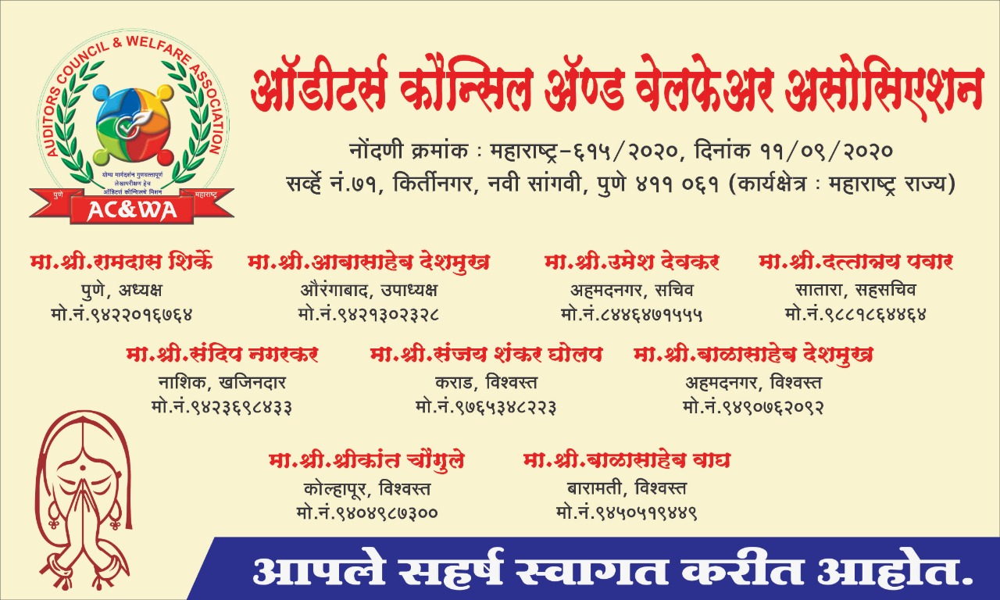 AUDITORS COUNCIL & WELFARE ASSOCIATION
योग्य मार्गदर्शन गुणवत्तापूर्ण
लेखापरीक्षण हेच
ऑडिटर्स कौन्सिलचे मिशन
पुणे
महाराष्ट्र
AC&WA
ऑडीटर्स कौन्सिल ॲण्ड वेलफेअर असोसिएशन
नोंदणी क्रमांक : महाराष्ट्र-६१५/२०२०, दिनांक ११/०९/२०२०
सर्व्हे नं.७१, किर्तीनगर, नवी सांगवी, पुणे ४११ ०६१ (कार्यक्षेत्र : महाराष्ट्र राज्य)
मा.श्री.रामदास शिर्के
पुणे, अध्यक्ष
मो.नं.९४२२०१६७६४
मा.श्री.आबासाहेब देशमुख
औरंगाबाद, उपाध्यक्ष
मो.नं.९४२१३०२३२८
मा.श्री.उमेश देवकर
अहमदनगर, सचिव
मो.नं.८४४६४७१५५५
मा.श्री.दत्तात्रय पवार
सातारा, सहसचिव
मो.नं.९८८१८६४४६४
मा.श्री.संदिप नगरकर
नाशिक, खजिनदार
मो.नं.९४२३६९८४३३
मा.श्री.संजय शंकर घोलप
कराड, विश्वस्त
मो.नं.९७६५३४८२२३
मा.श्री.बाळासाहेब देशमुख
अहमदनगर, विश्वस्त
मो.नं.९४९०७६२०९२
मा.श्री.श्रीकांत चौगुले
कोल्हापूर, विश्वस्त
मो.नं.९४०४९८७३००
मा.श्री.बाळासाहेब वाघ
बारामती, विश्वस्त
मो.नं.९४५०५१९४४९
आपले सहर्ष स्वागत करीत आहोत.